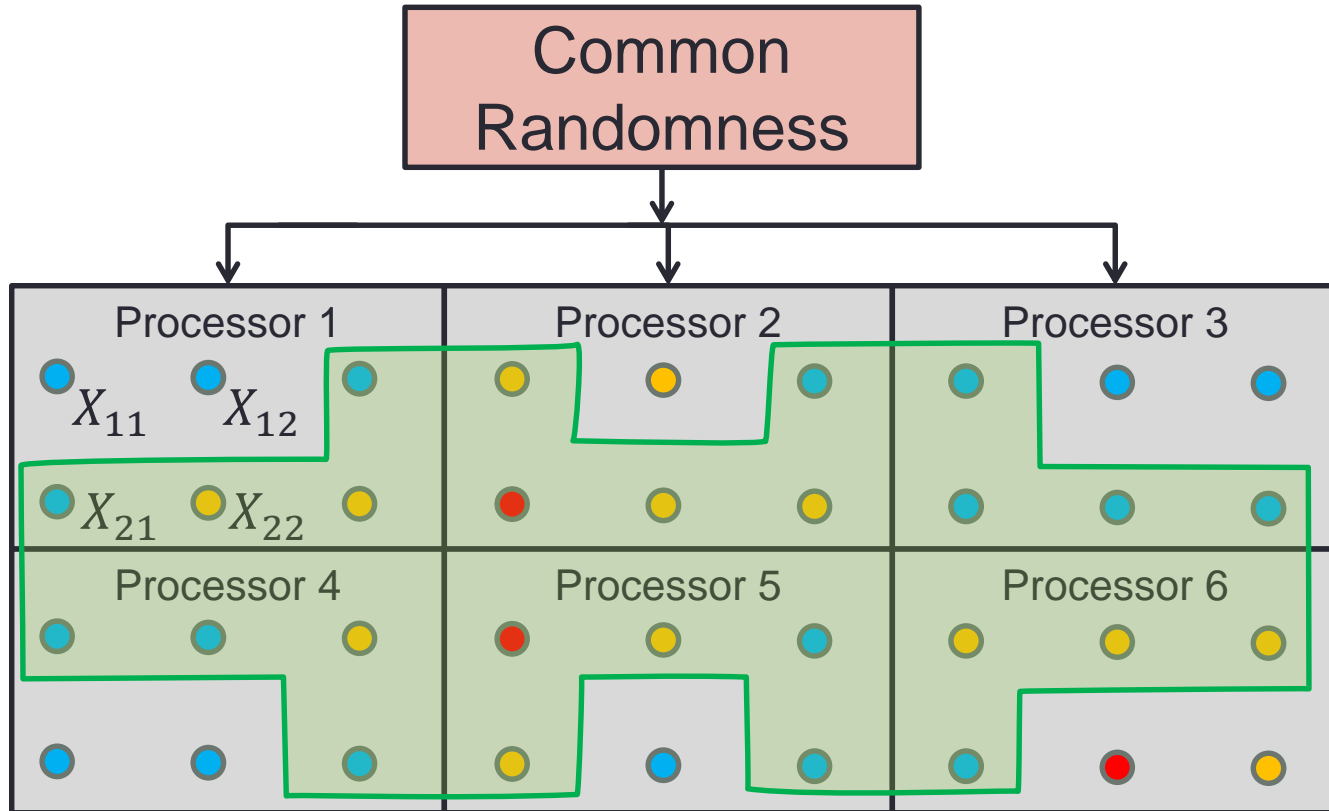 Common
Randomness
Processor 1
Processor 2
Processor 3
X₁₁
X₁₂
X₂₁
X₂₂
Processor 4
Processor 5
Processor 6